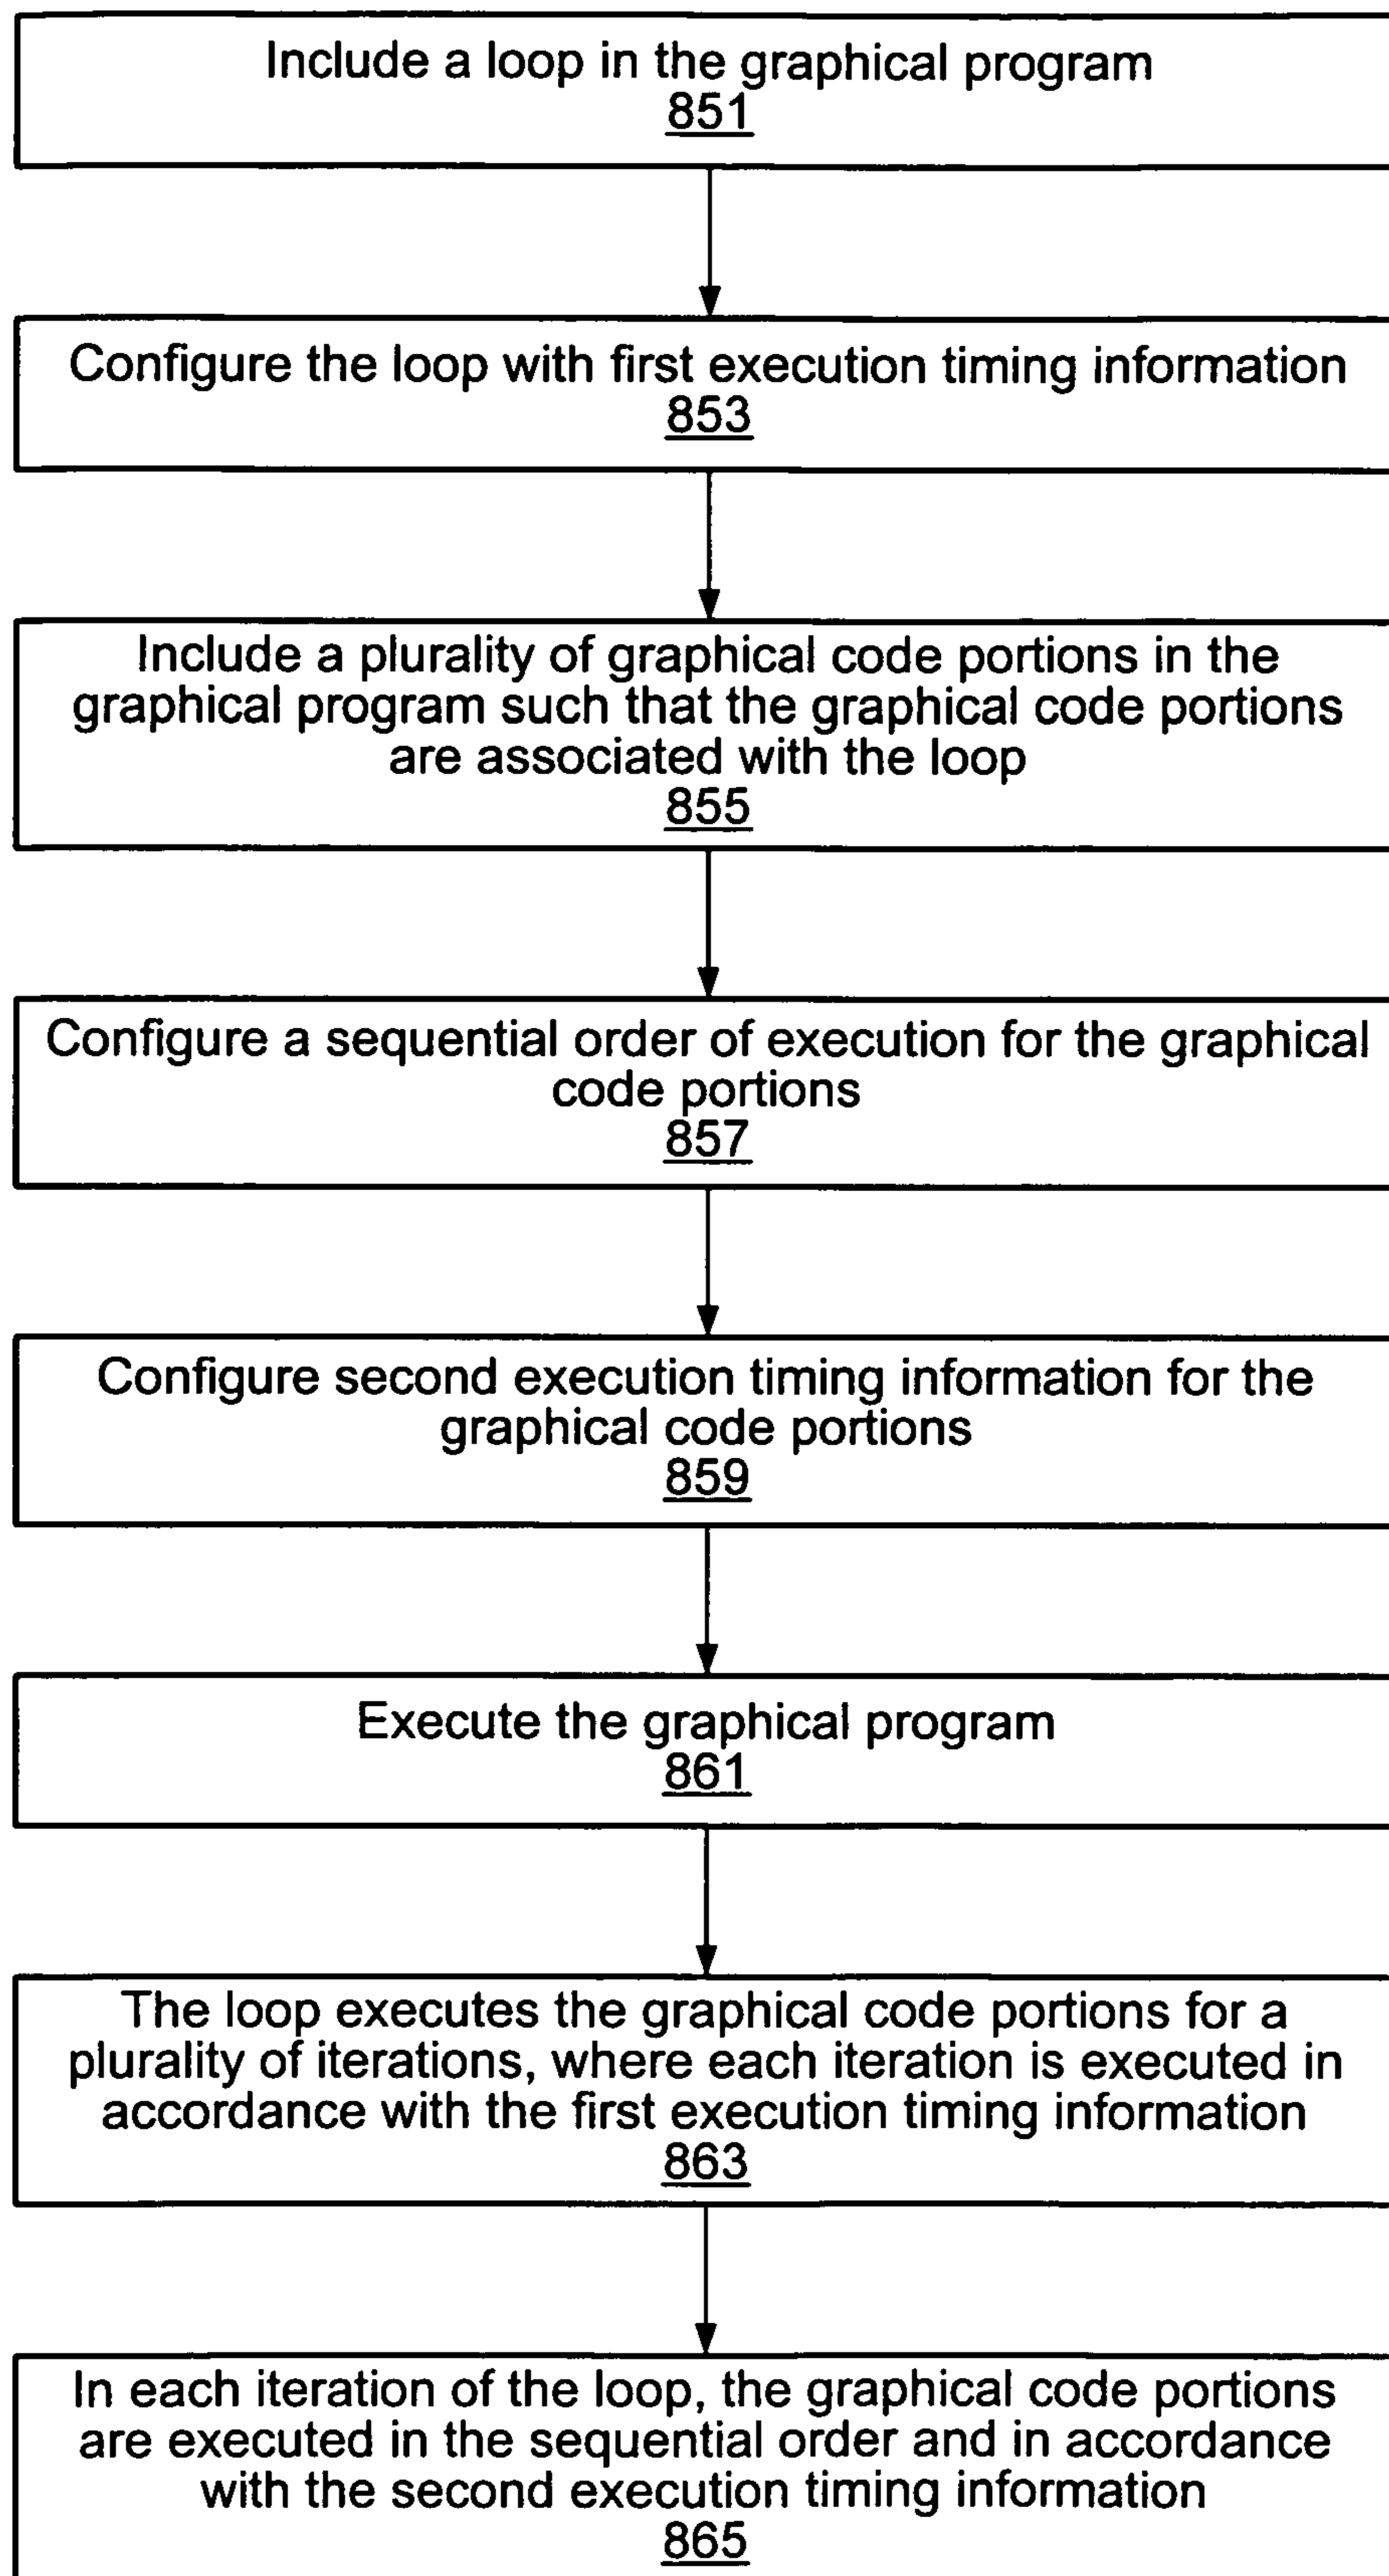 Include a loop in the graphical program
851
Configure the loop with first execution timing information
853
Include a plurality of graphical code portions in the
graphical program such that the graphical code portions
are associated with the loop
855
Configure a sequential order of execution for the graphical
code portions
857
Configure second execution timing information for the
graphical code portions
859
Execute the graphical program
861
The loop executes the graphical code portions for a
plurality of iterations, where each iteration is executed in
accordance with the first execution timing information
863
In each iteration of the loop, the graphical code portions
are executed in the sequential order and in accordance
with the second execution timing information
865